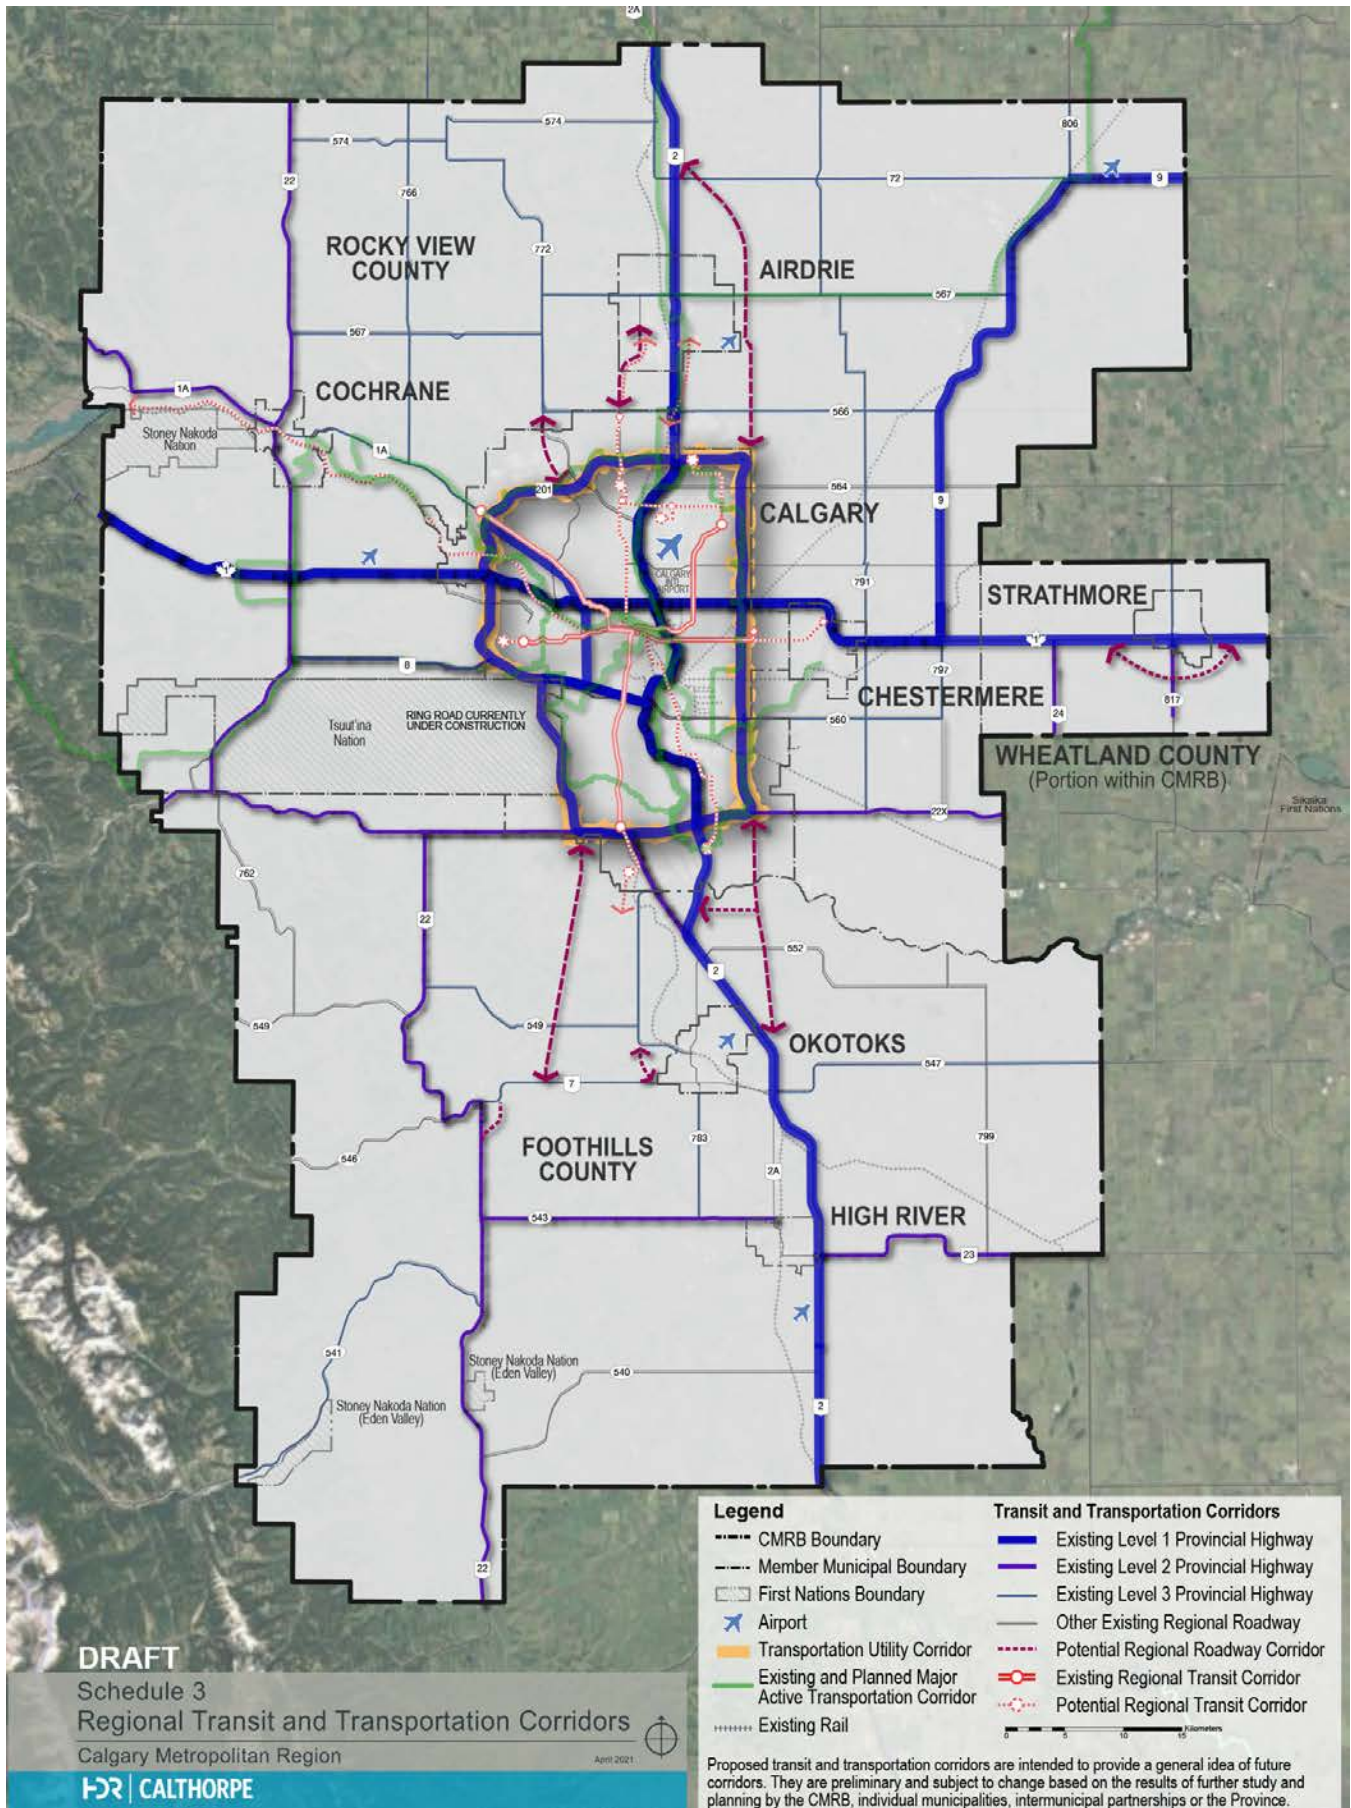 2A
574
574
806
2
22
72
9
766
ROCKY VIEW
COUNTY
772
AIRDRIE
567
567
COCHRANE
1A
566
Stoney Nakoda
Nation
1A
201
564
CALGARY
9
1
CALGARY
INTL
AIRPORT
791
STRATHMORE
1
8
797
CHESTERMERE
24
817
560
RING ROAD CURRENTLY
UNDER CONSTRUCTION
Tsuut'ina
Nation
WHEATLAND COUNTY
(Portion within CMRB)
Siksika
First Nations
22X
762
22
552
2
549
549
OKOTOKS
547
7
FOOTHILLS
COUNTY
783
799
546
2A
543
HIGH RIVER
23
541
Stoney Nakoda Nation
(Eden Valley)
540
Stoney Nakoda Nation
(Eden Valley)
2
22
Legend
CMRB Boundary
Member Municipal Boundary
First Nations Boundary
Airport
Transportation Utility Corridor
Existing and Planned Major
Active Transportation Corridor
Existing Rail
Transit and Transportation Corridors
Existing Level 1 Provincial Highway
Existing Level 2 Provincial Highway
Existing Level 3 Provincial Highway
Other Existing Regional Roadway
Potential Regional Roadway Corridor
Existing Regional Transit Corridor
Potential Regional Transit Corridor
Kilometers
0 5 10 15
Proposed transit and transportation corridors are intended to provide a general idea of future
corridors. They are preliminary and subject to change based on the results of further study and
planning by the CMRB, individual municipalities, intermunicipal partnerships or the Province.
DRAFT
Schedule 3
Regional Transit and Transportation Corridors
Calgary Metropolitan Region
April 2021
HDR | CALTHORPE